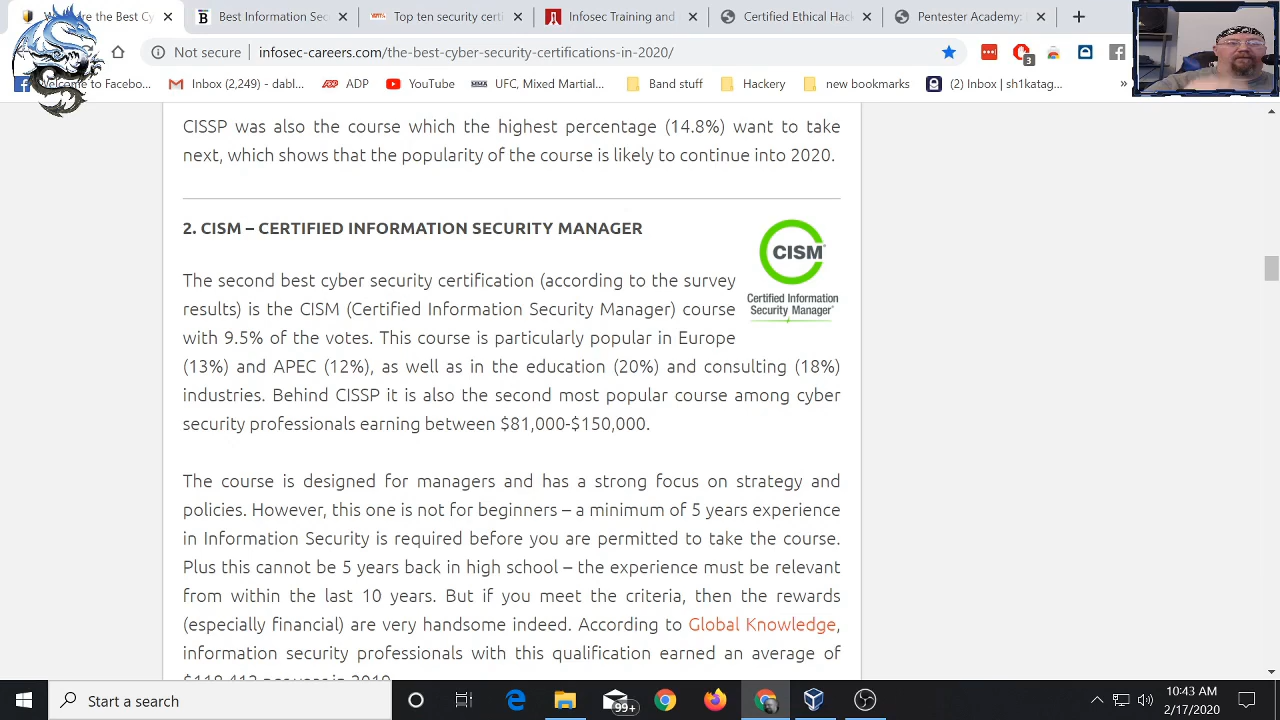 the Best Cy
Best Information Sec
Top ten
Infosec Training and
Certified Ethical
Pentester Academy:
Not secure
infosec-careers.com/the-b
in-2020/
3
elcome to Facebo...
Inbox (2,249) - dabl...
ADP
Mari...
Band stuff
Hackery
new bookmarks
(2) Inbox | sh1katag...
»
CISSP was also the course which the highest percentage (14.8%) want to take
next, which shows that the popularity of the course is likely to continue into 2020.
2. CISM – CERTIFIED INFORMATION SECURITY MANAGER
CISM
Certified Information
Security Manager
The second best cyber security certification (according to the survey
results) is the CISM (Certified Information Security Manager) course
with 9.5% of the votes. This course is particularly popular in Europe
(13%) and APEC (12%), as well as in the education (20%) and consulting (18%)
industries. Behind CISSP it is also the second most popular course among cyber
security professionals earning between $81,000-$150,000.
The course is designed for managers and has a strong focus on strategy and
policies. However, this one is not for beginners – a minimum of 5 years experience
in Information Security is required before you are permitted to take the course.
Plus this cannot be 5 years back in high school – the experience must be relevant
from within the last 10 years. But if you meet the criteria, then the rewards
(especially financial) are very handsome indeed. According to Global Knowledge,
information security professionals with this qualification earned an average of
Start a search
99+
10:43 AM
2/17/2020